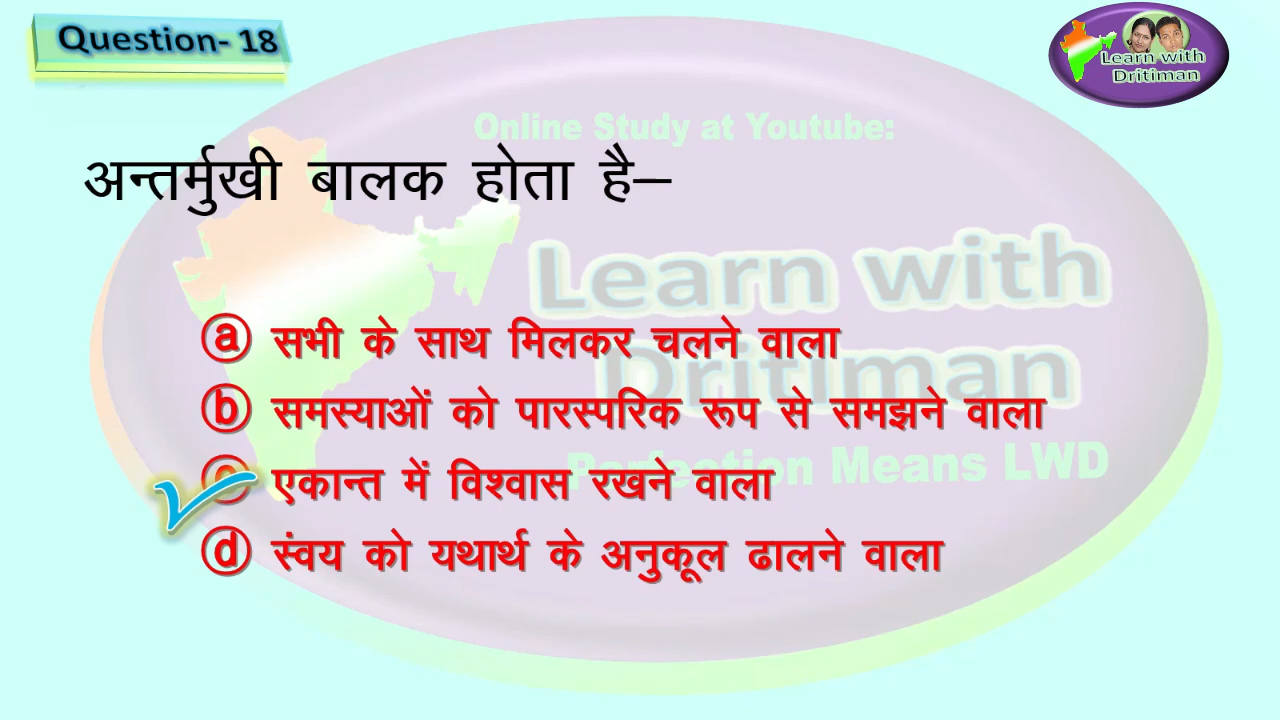 Question- 18
Learn with
Dritiman
Online Study at Youtube:
अन्तर्मुखी बालक होता है–
Learn with
ⓐ सभी के साथ मिलकर चलने वाला
Dritiman
ⓑ समस्याओं को पारस्परिक रूप से समझने वाला
Perfection Means LWD
ⓒ एकान्त में विश्वास रखने वाला
ⓓ स्ंवय को यथार्थ के अनुकूल ढालने वाला